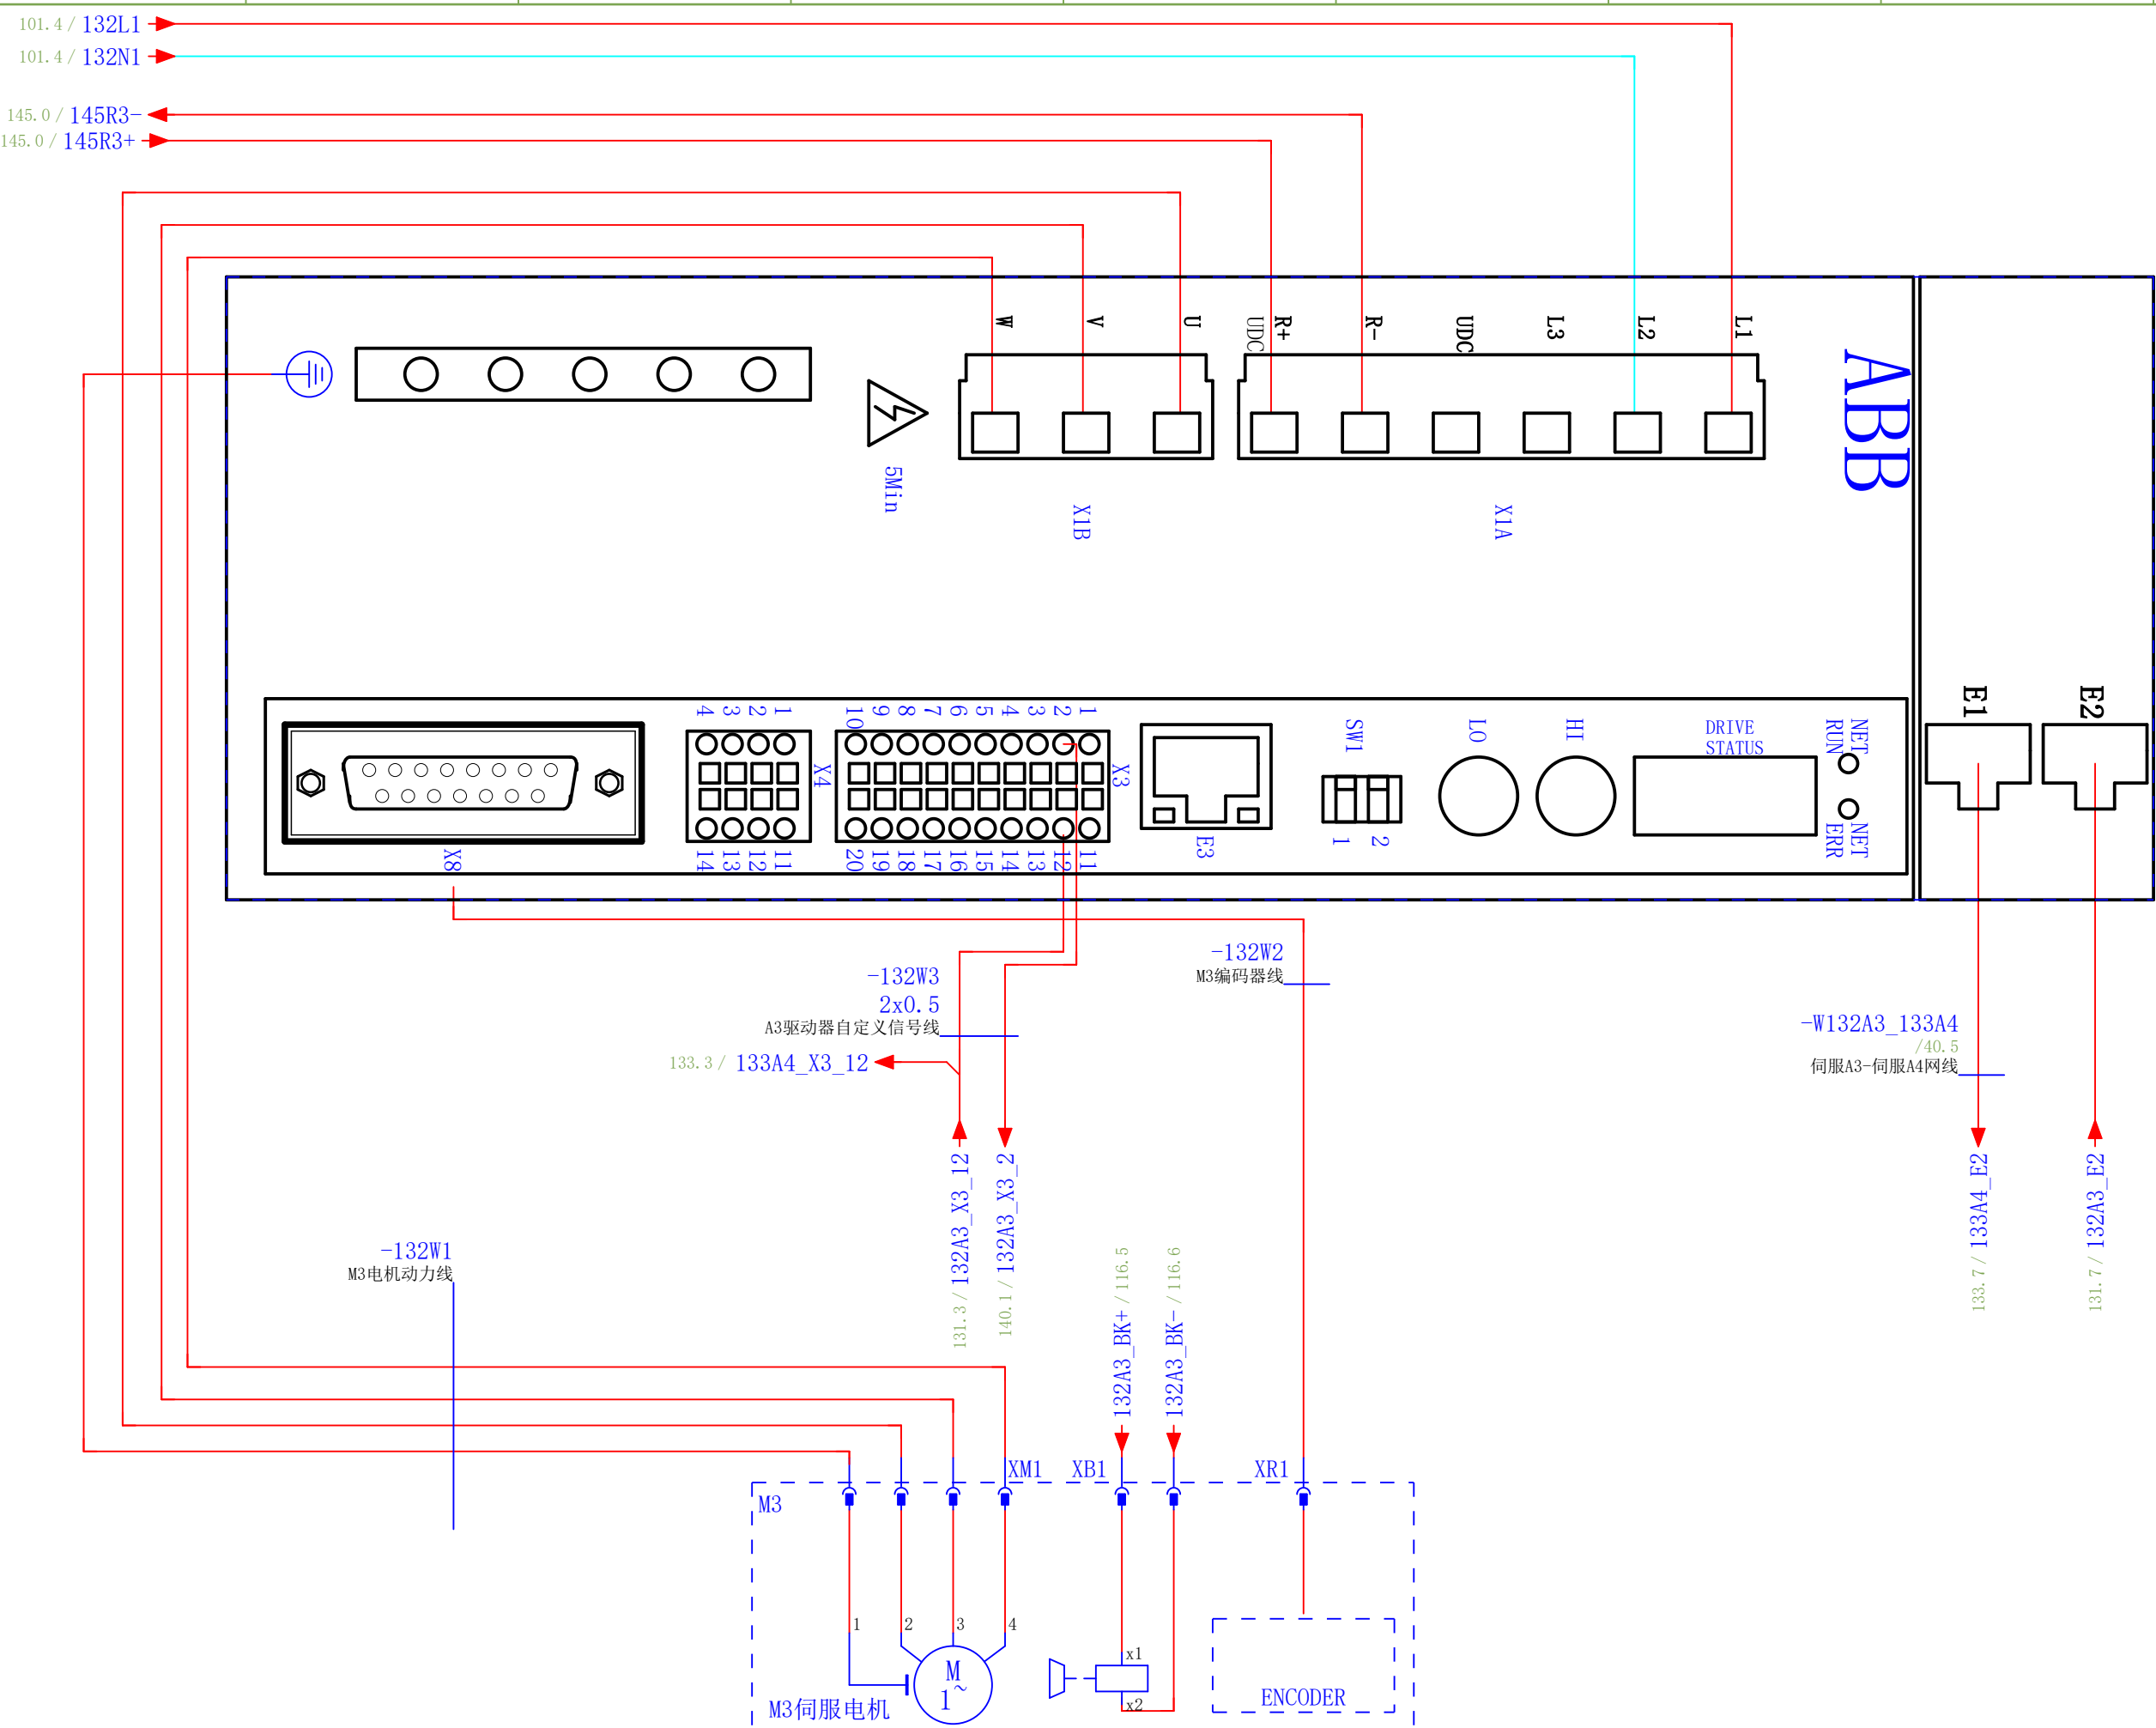 101.4 / 132L1
101.4 / 132N1
145.0 / 145R3-
145.0 / 145R3+
W
V
U
UDC
R+
R-
UDC
L3
L2
L1
ABB
5Min
X1B
X1A
E1
E2
4 3 2 1
10 9 8 7 6 5 4 3 2 1
X4
X3
SW1
LO
HI
DRIVE
STATUS
NET
RUN
NET
ERR
X8
14 13 12 11
20 19 18 17 16 15 14 13 12 11
E3
1 2
-132W3
2x0.5
A3驱动器自定义信号线
133.3 / 133A4_X3_12
-132W2
M3编码器线
-W132A3_133A4
/40.5
伺服A3-伺服A4网线
131.3 / 132A3_X3_12
140.1 / 132A3_X3_2
132A3_BK+ / 116.5
132A3_BK- / 116.6
133.7 / 133A4_E2
131.7 / 132A3_E2
-132W1
M3电机动力线
XM1
XB1
XR1
M3
1 2 3 4
M
1~
M3伺服电机
x1
x2
ENCODER